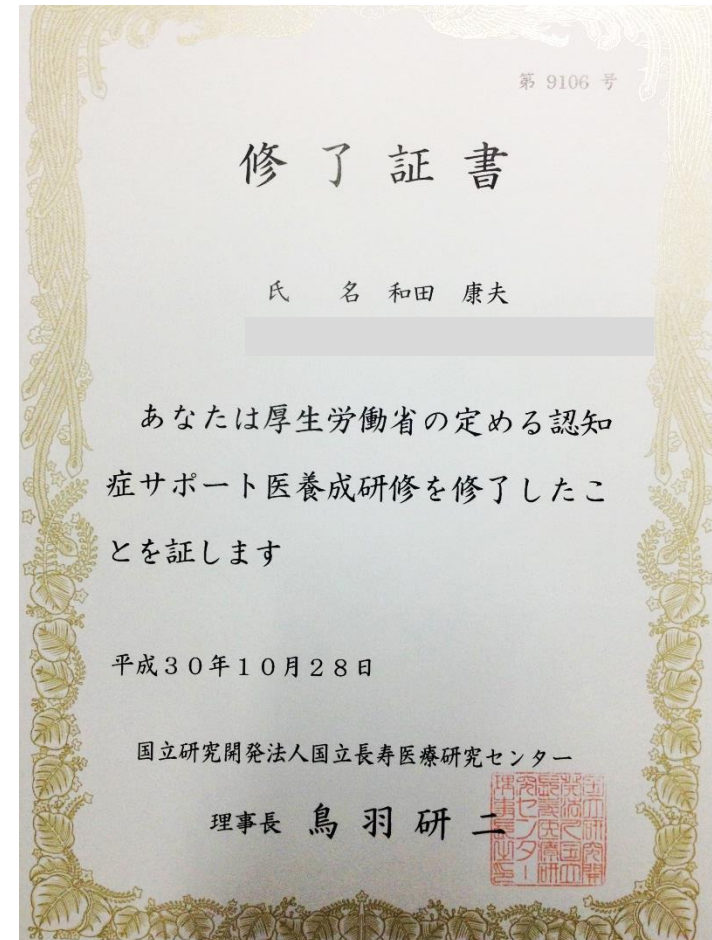 第 9106 号
修了証書
氏 名 和田 康夫
あなたは厚生労働省の定める認知
症サポート医養成研修を修了したこ
とを証します
平成30年10月28日
国立研究開発法人国立長寿医療研究センター
理事長 鳥羽研二